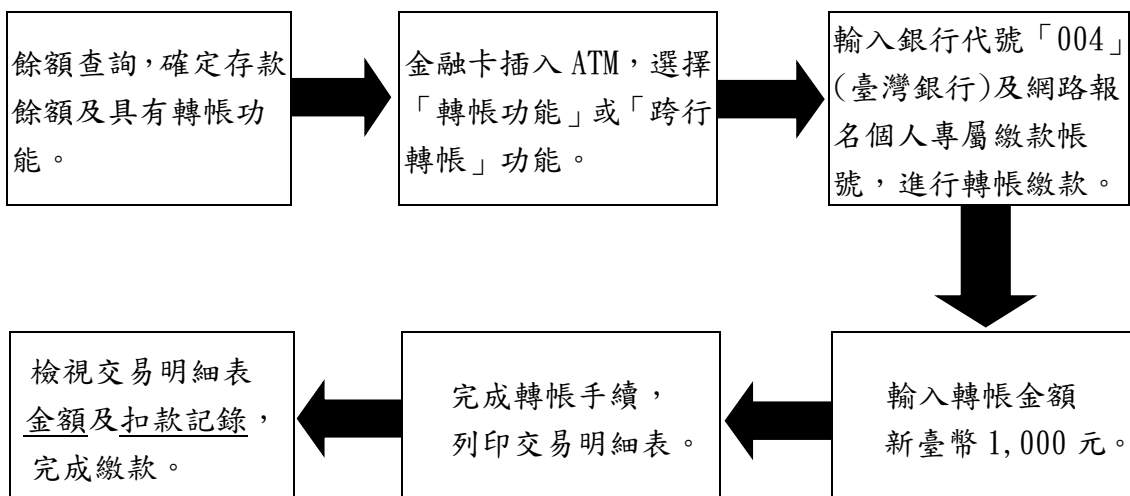 餘額查詢，確定存款
餘額及具有轉帳功
能。
金融卡插入 ATM，選擇
「轉帳功能」或「跨行
轉帳」功能。
輸入銀行代號「004」
(臺灣銀行)及網路報
名個人專屬繳款帳
號，進行轉帳繳款。
輸入轉帳金額
新臺幣 1,000 元。
完成轉帳手續，
列印交易明細表。
檢視交易明細表
金額及扣款記錄，
完成繳款。